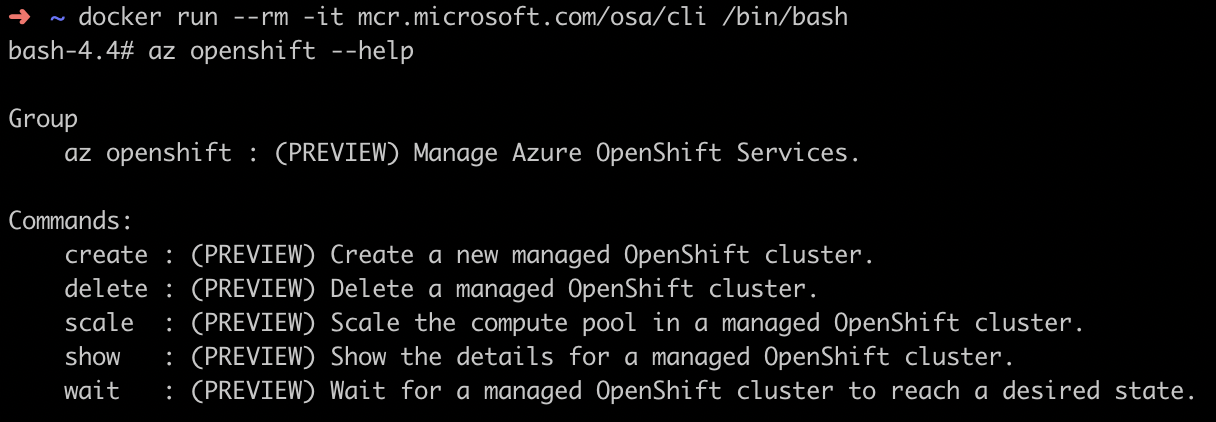 ➜ ~ docker run --rm -it mcr.microsoft.com/osa/cli /bin/bash
bash-4.4# az openshift --help

Group
    az openshift : (PREVIEW) Manage Azure OpenShift Services.

Commands:
    create : (PREVIEW) Create a new managed OpenShift cluster.
    delete : (PREVIEW) Delete a managed OpenShift cluster.
    scale  : (PREVIEW) Scale the compute pool in a managed OpenShift cluster.
    show   : (PREVIEW) Show the details for a managed OpenShift cluster.
    wait   : (PREVIEW) Wait for a managed OpenShift cluster to reach a desired state.